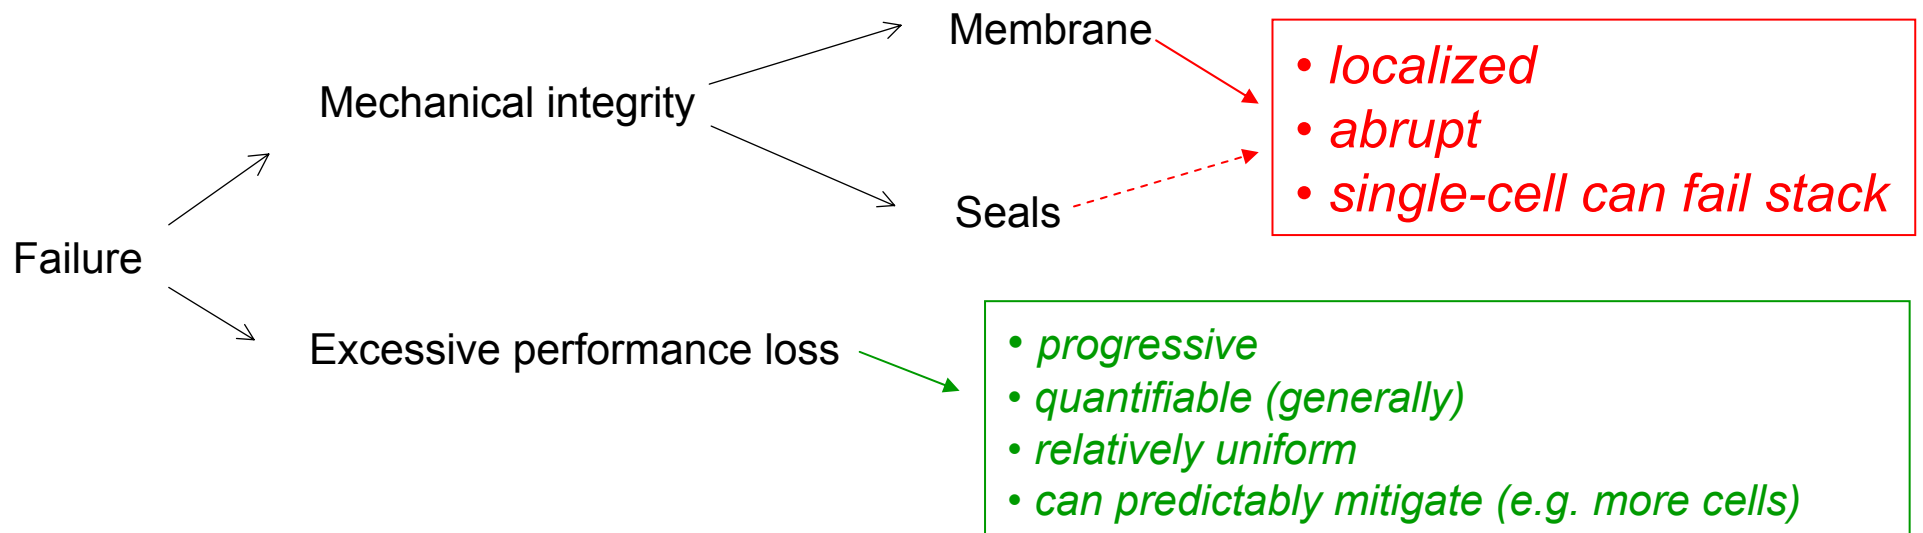 Failure
Mechanical integrity
Membrane
Seals
• localized
• abrupt
• single-cell can fail stack
Excessive performance loss
• progressive
• quantifiable (generally)
• relatively uniform
• can predictably mitigate (e.g. more cells)